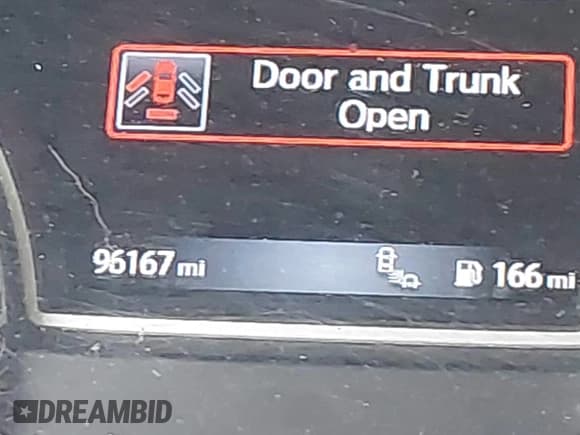 Door and Trunk
Open
96167 mi 166 mi
DREAMBID